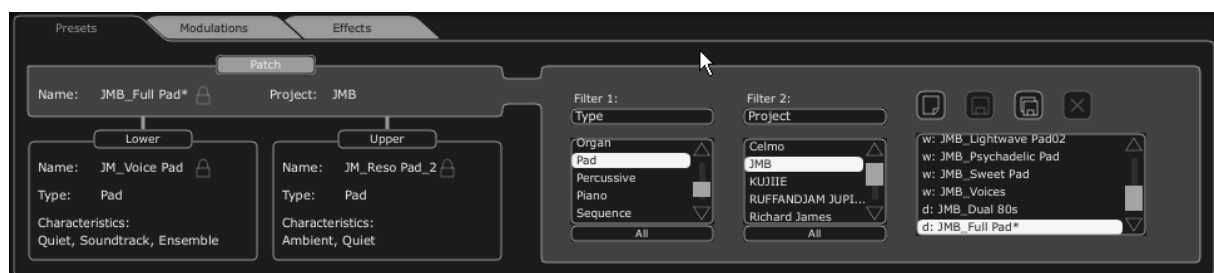 Presets Modulations Effects
Patch
Name: JMB_Full Pad* Project: JMB
Lower
Name: JM_Voice Pad
Type: Pad
Characteristics:
Quiet, Soundtrack, Ensemble
Upper
Name: JM_Reso Pad_2
Type: Pad
Characteristics:
Ambient, Quiet
Filter 1:
Type
Organ
Pad
Percussive
Piano
Sequence
All
Filter 2:
Project
Celmo
JMB
KUJIIE
RUFFANDJAM JUPI...
Richard James
All
w: JMB_Lightwave Pad02
w: JMB_Psychadelic Pad
w: JMB_Sweet Pad
w: JMB_Voices
d: JMB_Dual 80s
d: JMB_Full Pad*